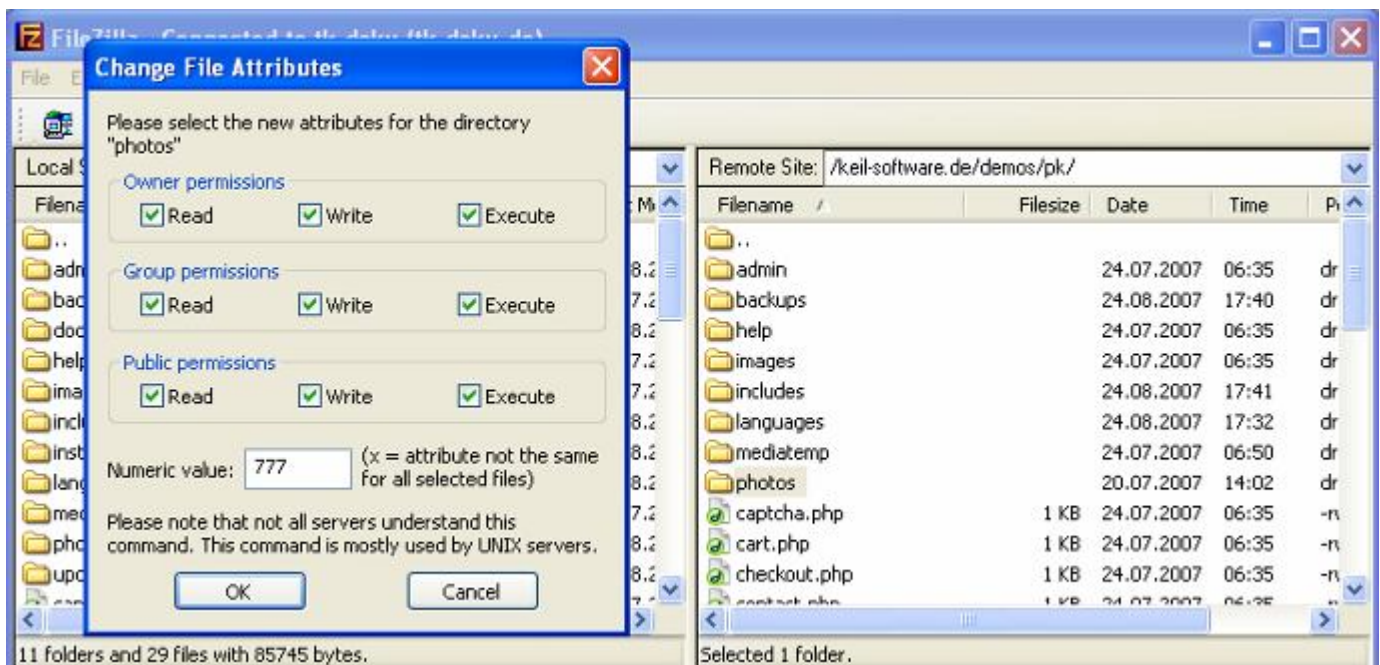 Change File Attributes
File
Please select the new attributes for the directory
"photos"
Owner permissions
Read Write Execute
Group permissions
Read Write Execute
Public permissions
Read Write Execute
Numeric value: 777 (x = attribute not the same
for all selected files)
Please note that not all servers understand this
command. This command is mostly used by UNIX servers.
OK Cancel
Local
11 folders and 29 files with 85745 bytes.
Remote Site: /keil-software.de/demos/pk/
Filename Filesize Date Time
..
admin 24.07.2007 06:35 dr
backups 24.08.2007 17:40 dr
help 24.07.2007 06:35 dr
images 24.07.2007 06:35 dr
includes 24.08.2007 17:41 dr
languages 24.08.2007 17:32 dr
mediatemp 24.07.2007 06:50 dr
photos 20.07.2007 14:02 dr
captcha.php 1 KB 24.07.2007 06:35
cart.php 1 KB 24.07.2007 06:35
checkout.php 1 KB 24.07.2007 06:35
Selected 1 folder.